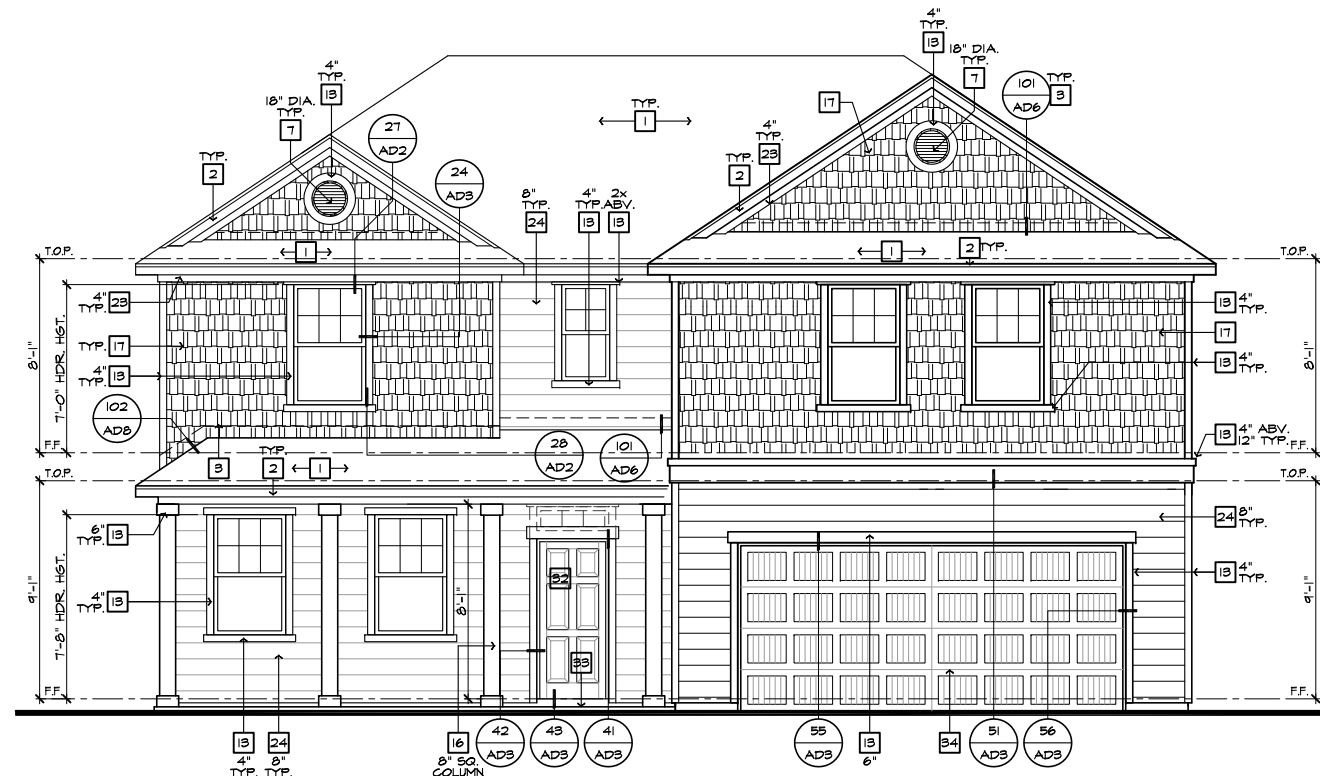 4"
TYP.
13
18" DIA.
TYP.
7
101
AD6
TYP.
3
4"
TYP.
13
18" DIA.
TYP.
7
27
AD2
TYP.
1
17
4"
TYP.
23
TYP.
2
TYP.
2
24
AD3
8"
TYP.
24
4"
TYP.
13
2x
ABV.
13
T.O.P.
1
1
2
TYP.
T.O.P.
4"
TYP.
23
13
4"
TYP.
TYP.
17
17
4"
TYP.
13
13
4"
TYP.
8'-1"
7'-0" HDR. HGT.
8'-1"
102
AD8
F.F.
3
28
AD2
101
AD6
13
4" ABV.
12" TYP.
F.F.
TYP.
2
1
T.O.P.
T.O.P.
6"
TYP.
13
24
8"
TYP.
32
13
4"
TYP.
4"
TYP.
13
9'-1"
7'-8" HDR. HGT.
8'-1"
9'-1"
33
F.F.
F.F.
13
4"
TYP.
24
8"
TYP.
16
8" SQ.
COLUMN
42
AD3
43
AD3
41
AD3
55
AD3
13
6"
34
51
AD3
56
AD3